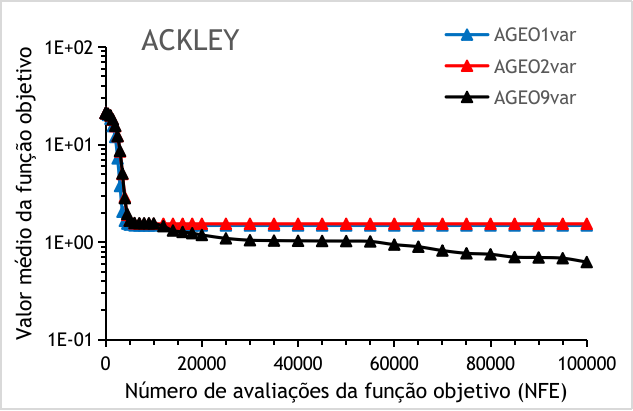 ACKLEY
AGEO1var
AGEO2var
AGEO9var
Valor médio da função objetivo
1E+02
1E+01
1E+00
1E-01
0 20000 40000 60000 80000 100000
Número de avaliações da função objetivo (NFE)